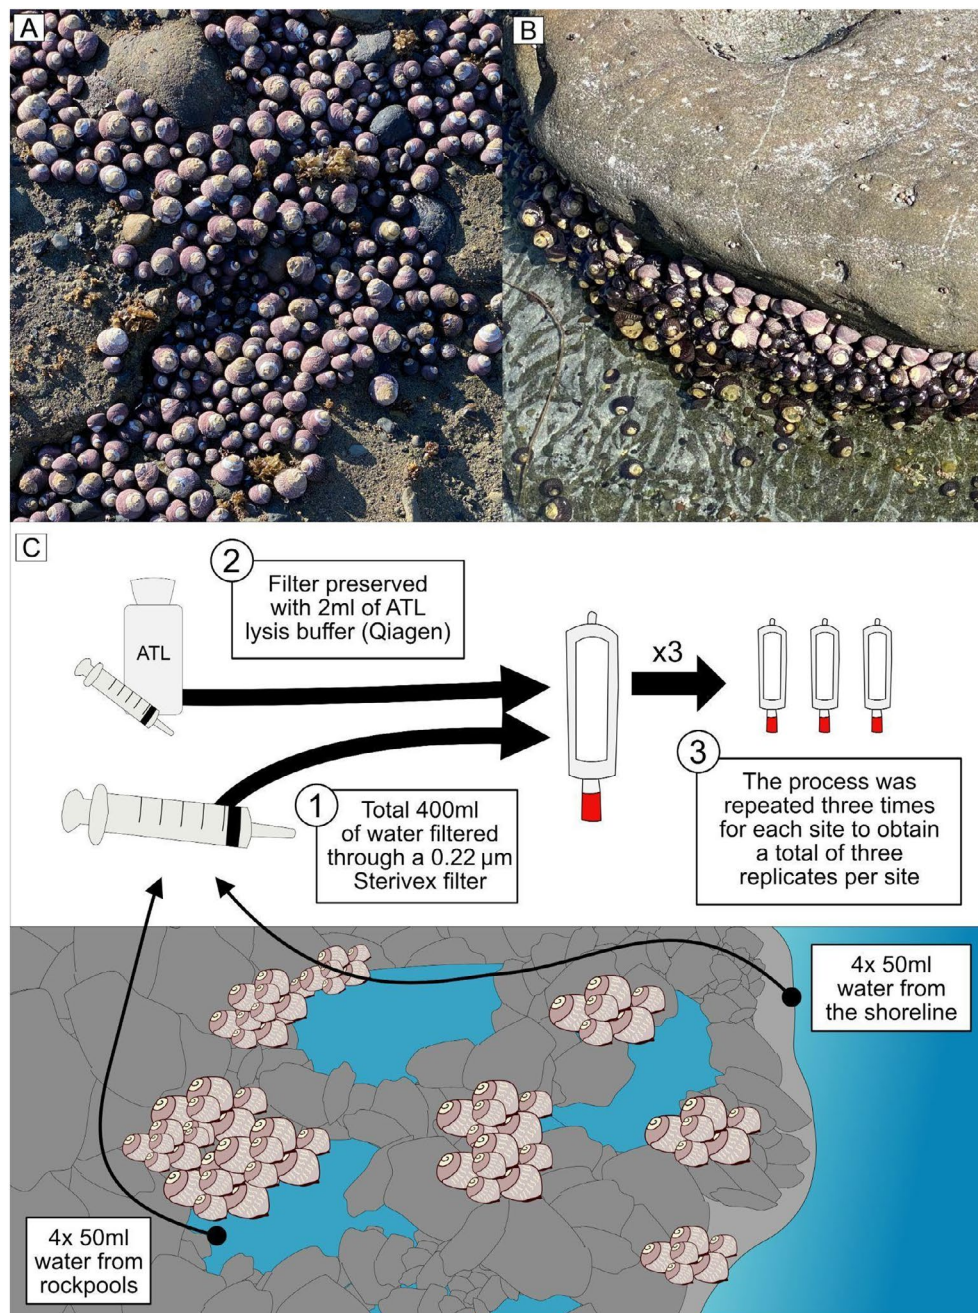 A
B
C
2
Filter preserved
with 2ml of ATL
lysis buffer (Qiagen)
ATL
x3
1
Total 400ml
of water filtered
through a 0.22 µm
Sterivex filter
3
The process was
repeated three times
for each site to obtain
a total of three
replicates per site
4x 50ml
water from
the shoreline
4x 50ml
water from
rockpools